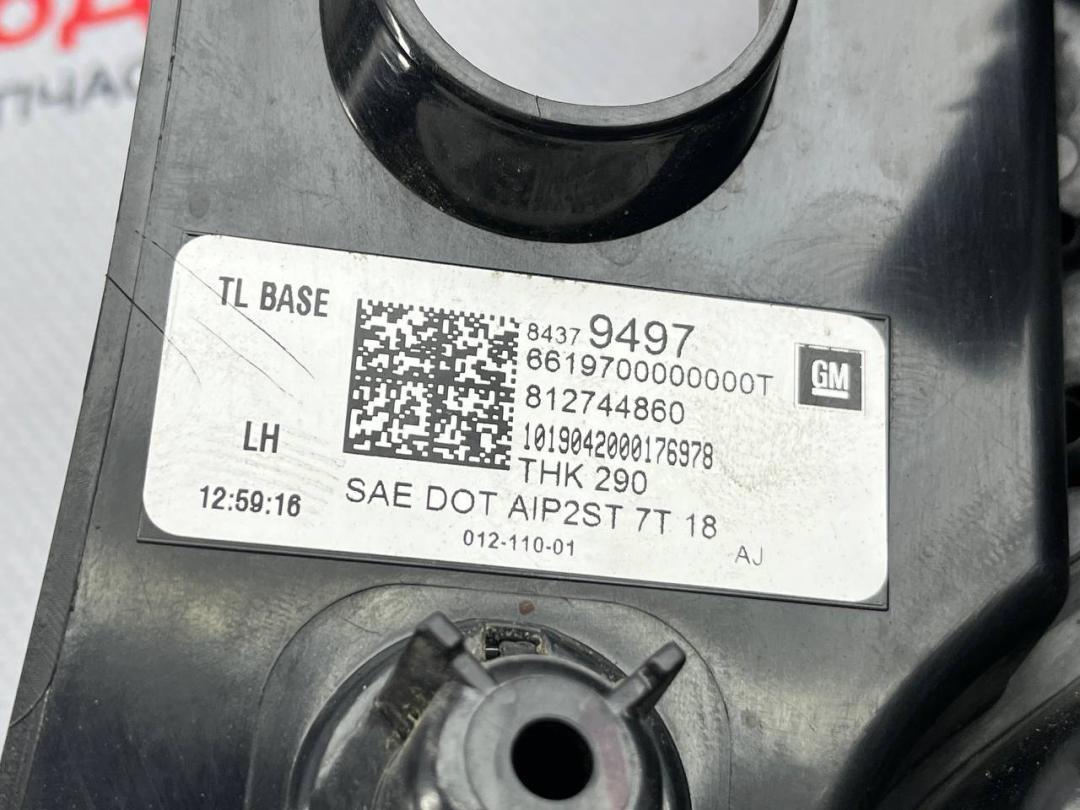 TL BASE
LH
12:59:16
8437 9497
6619700000000T
812744860
1019042000176978
THK 290
SAE DOT AIP2ST 7T 18
012-110-01
AJ
GM